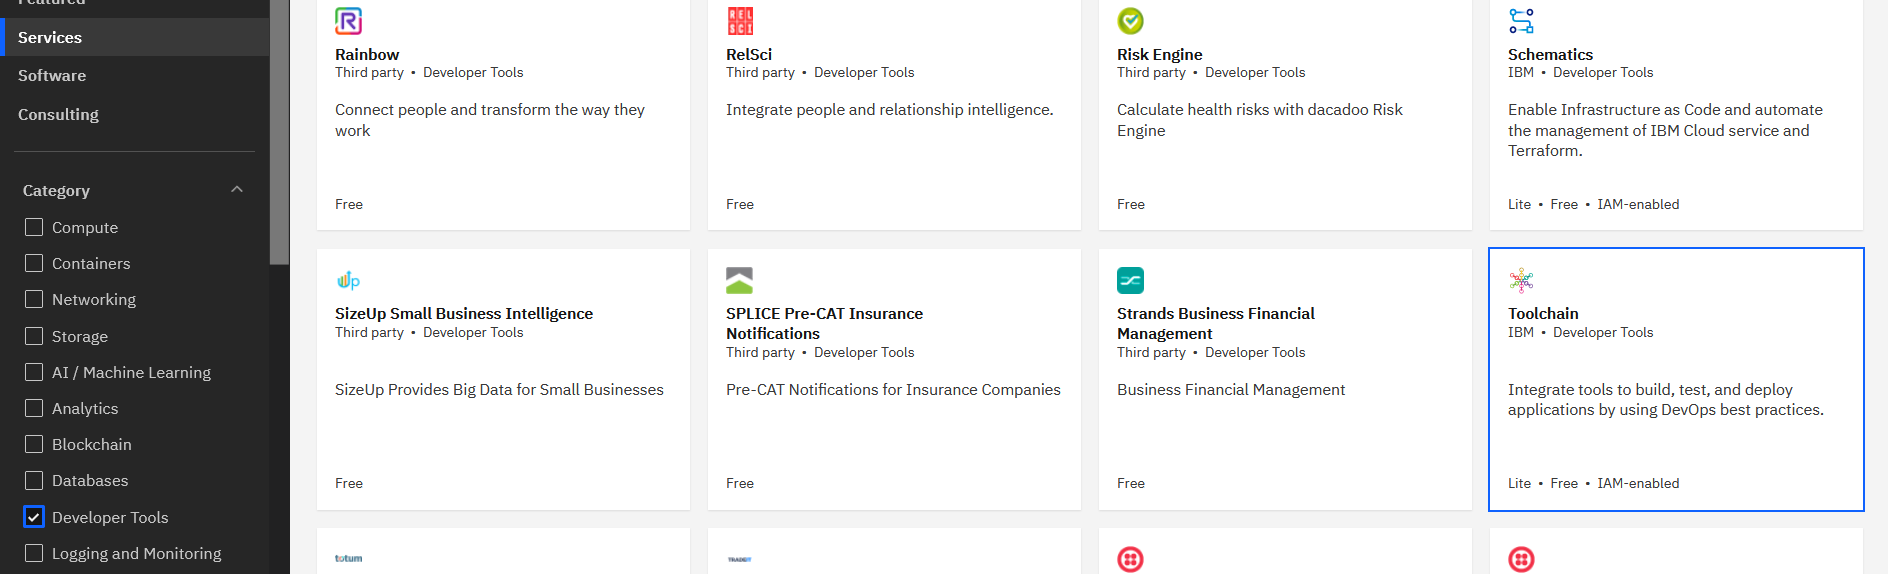 Featured
Services
Software
Consulting
Category
Compute
Containers
Networking
Storage
AI / Machine Learning
Analytics
Blockchain
Databases
Developer Tools
Logging and Monitoring
Rainbow
Third party • Developer Tools
Connect people and transform the way they
work
Free
RELSCI
RelSci
Third party • Developer Tools
Integrate people and relationship intelligence.
Free
Risk Engine
Third party • Developer Tools
Calculate health risks with dacadoo Risk
Engine
Free
Schematics
IBM • Developer Tools
Enable Infrastructure as Code and automate
the management of IBM Cloud service and
Terraform.
Lite • Free • IAM-enabled
up
SizeUp Small Business Intelligence
Third party • Developer Tools
SizeUp Provides Big Data for Small Businesses
Free
SPLICE Pre-CAT Insurance
Notifications
Third party • Developer Tools
Pre-CAT Notifications for Insurance Companies
Free
Strands Business Financial
Management
Third party • Developer Tools
Business Financial Management
Free
Toolchain
IBM • Developer Tools
Integrate tools to build, test, and deploy
applications by using DevOps best practices.
Lite • Free • IAM-enabled
totum
TRADEIT